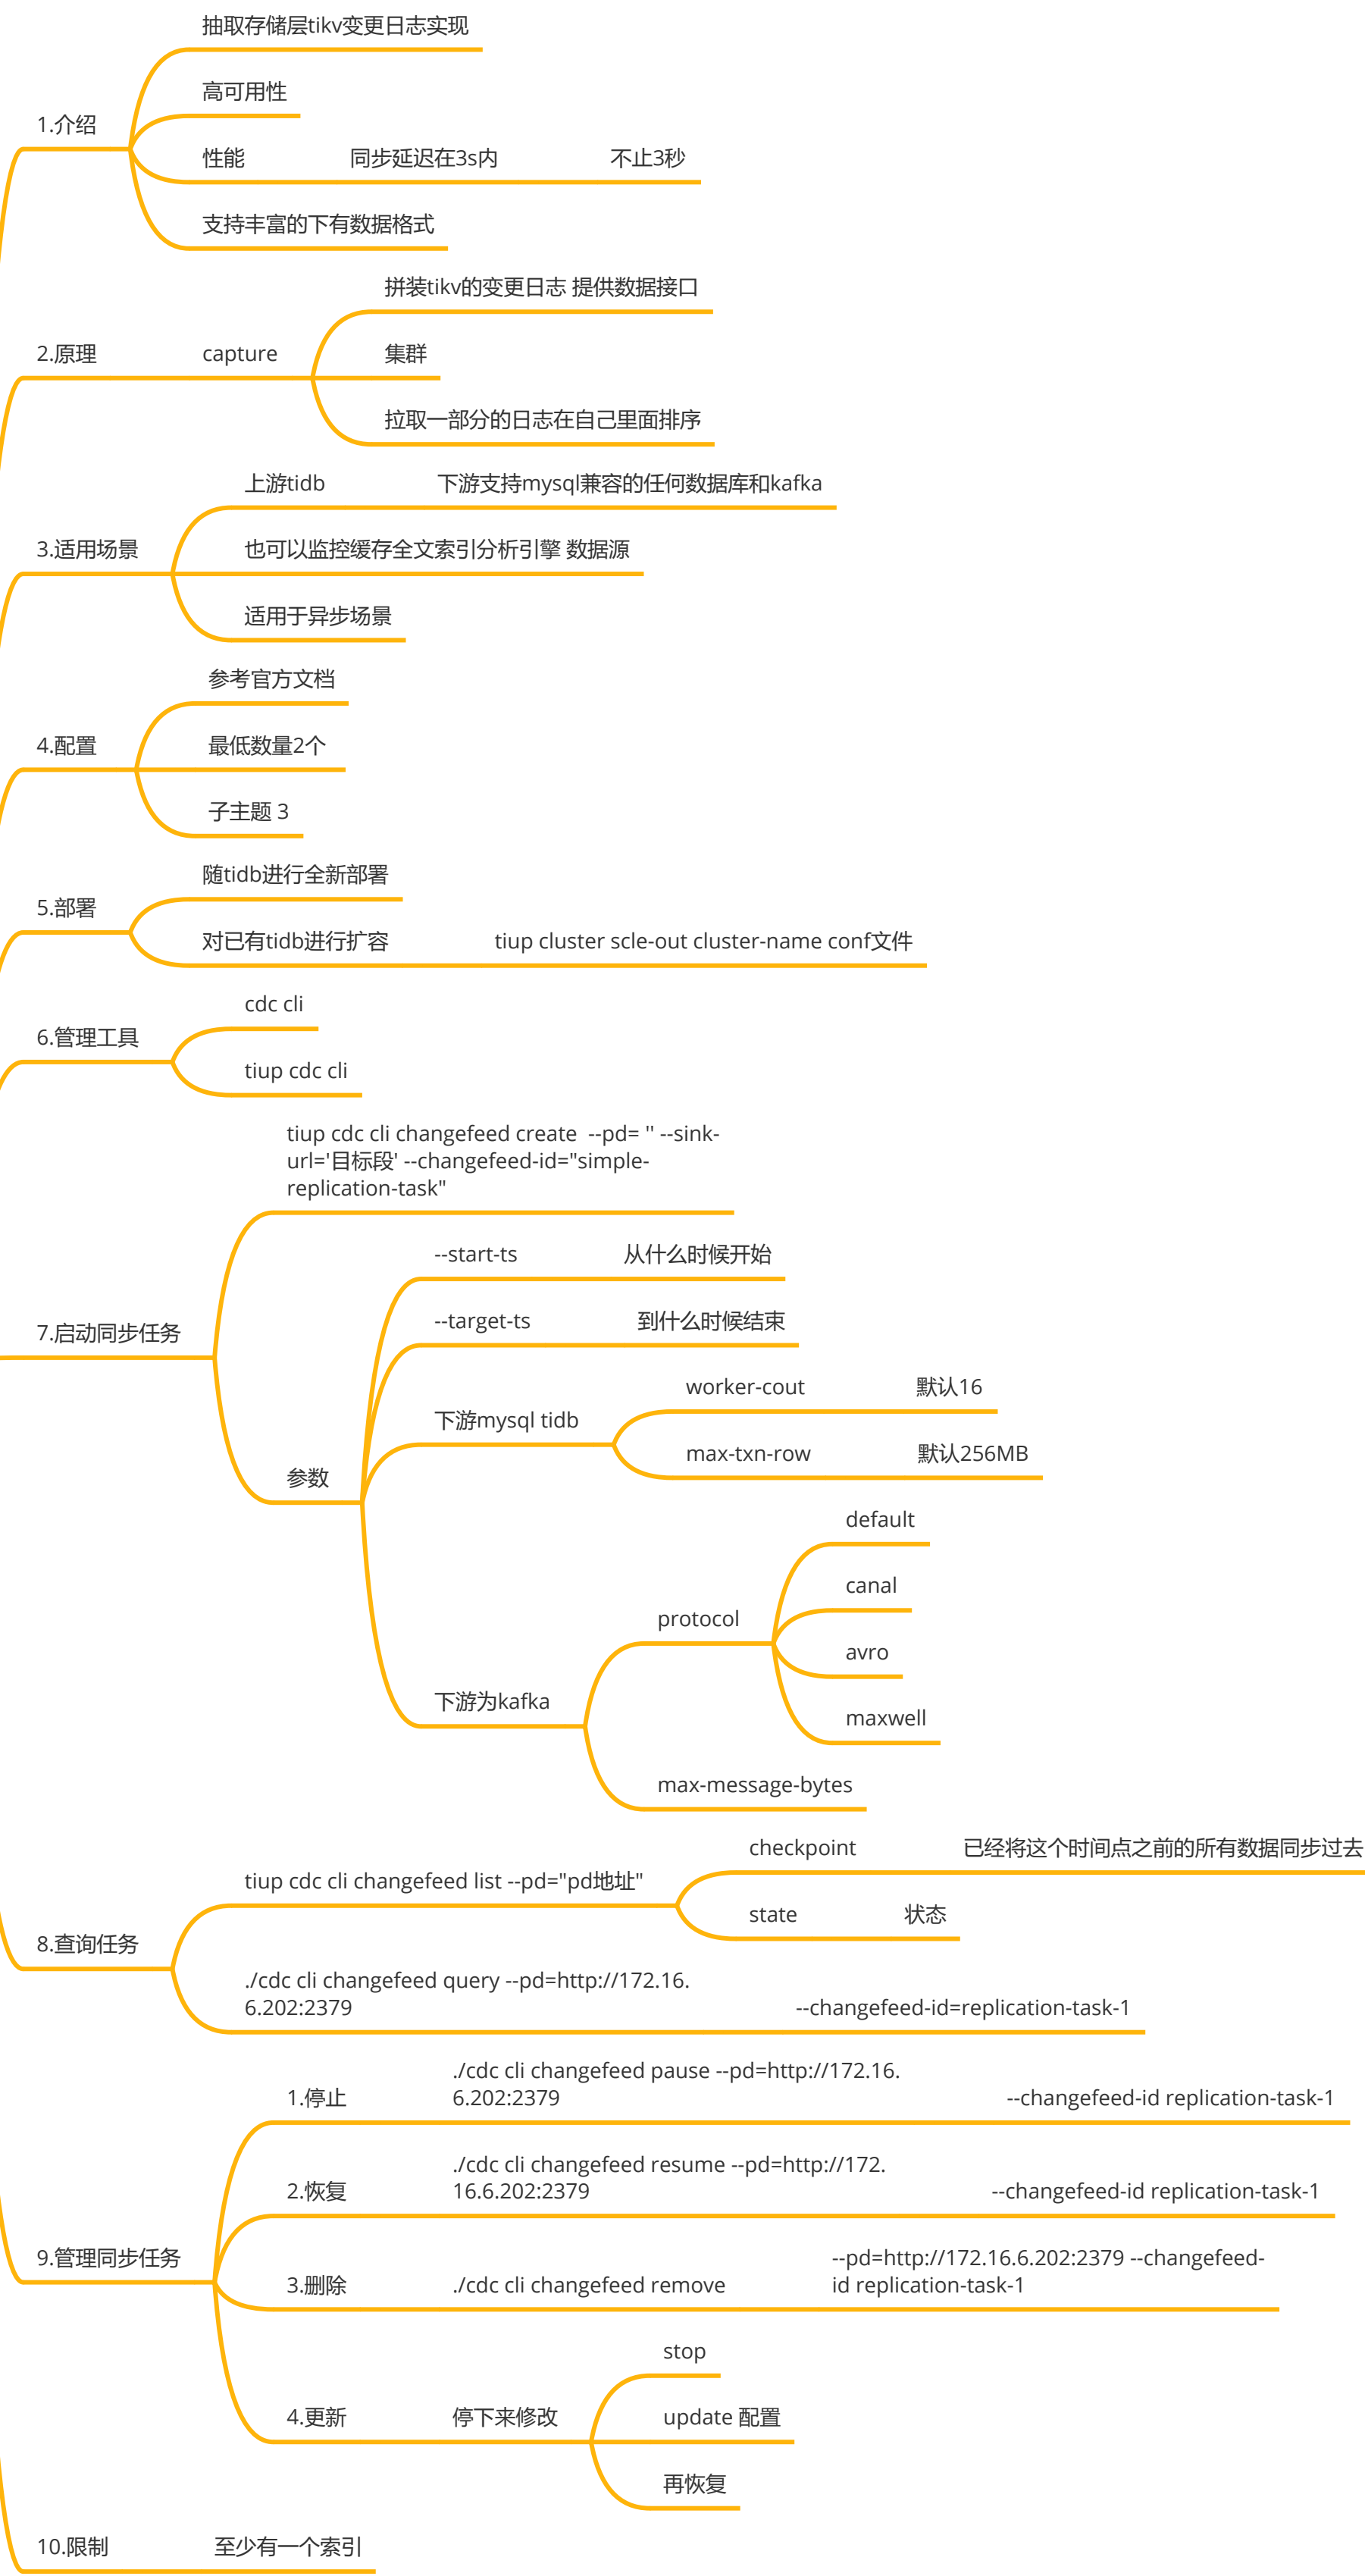 1.介绍
抽取存储层tikv变更日志实现
高可用性
性能
同步延迟在3s内
不止3秒
支持丰富的下有数据格式
2.原理
capture
拼装tikv的变更日志 提供数据接口
集群
拉取一部分的日志在自己里面排序
3.适用场景
上游tidb
下游支持mysql兼容的任何数据库和kafka
也可以监控缓存全文索引分析引擎 数据源
适用于异步场景
4.配置
参考官方文档
最低数量2个
子主题 3
5.部署
随tidb进行全新部署
对已有tidb进行扩容
tiup cluster scle-out cluster-name conf文件
6.管理工具
cdc cli
tiup cdc cli
7.启动同步任务
tiup cdc cli changefeed create  --pd= '' --sink-
url='目标段' --changefeed-id="simple-
replication-task"
参数
--start-ts
从什么时候开始
--target-ts
到什么时候结束
下游mysql tidb
worker-cout
默认16
max-txn-row
默认256MB
下游为kafka
protocol
default
canal
avro
maxwell
max-message-bytes
8.查询任务
tiup cdc cli changefeed list --pd="pd地址"
checkpoint
已经将这个时间点之前的所有数据同步过去
state
状态
./cdc cli changefeed query --pd=http://172.16.
6.202:2379
--changefeed-id=replication-task-1
9.管理同步任务
1.停止
./cdc cli changefeed pause --pd=http://172.16.
6.202:2379
--changefeed-id replication-task-1
2.恢复
./cdc cli changefeed resume --pd=http://172.
16.6.202:2379
--changefeed-id replication-task-1
3.删除
./cdc cli changefeed remove
--pd=http://172.16.6.202:2379 --changefeed-
id replication-task-1
4.更新
停下来修改
stop
update 配置
再恢复
10.限制
至少有一个索引